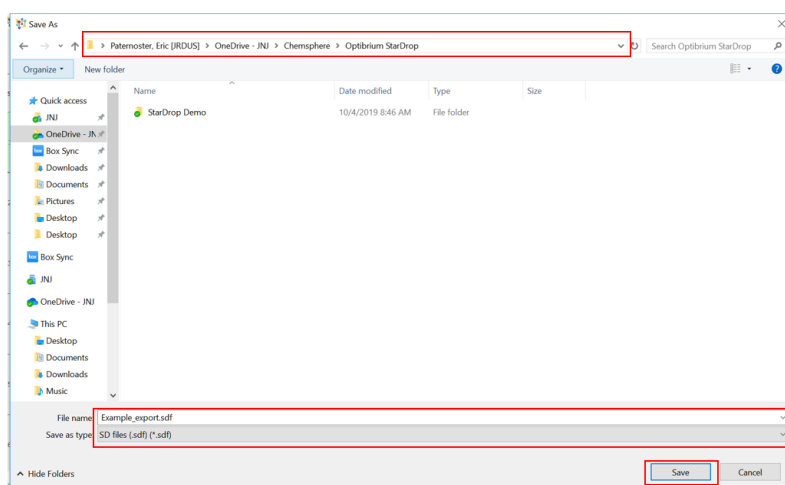 Save As
Paternoster, Eric [JRDUS] > OneDrive - JNJ > Chemsphere > Optibrium StarDrop
Search Optibrium StarDrop
Organize
New folder
Name Date modified Type Size
Quick access
StarDrop Demo 10/4/2019 8:46 AM File folder
JNJ
OneDrive - JN
Box Sync
Downloads
Documents
Pictures
Desktop
Desktop
Box Sync
JNJ
OneDrive - JNJ
This PC
Desktop
Documents
Downloads
Music
File name Example_export.sdf
Save as type SD files (.sdf) (*.sdf)
Hide Folders
Save
Cancel